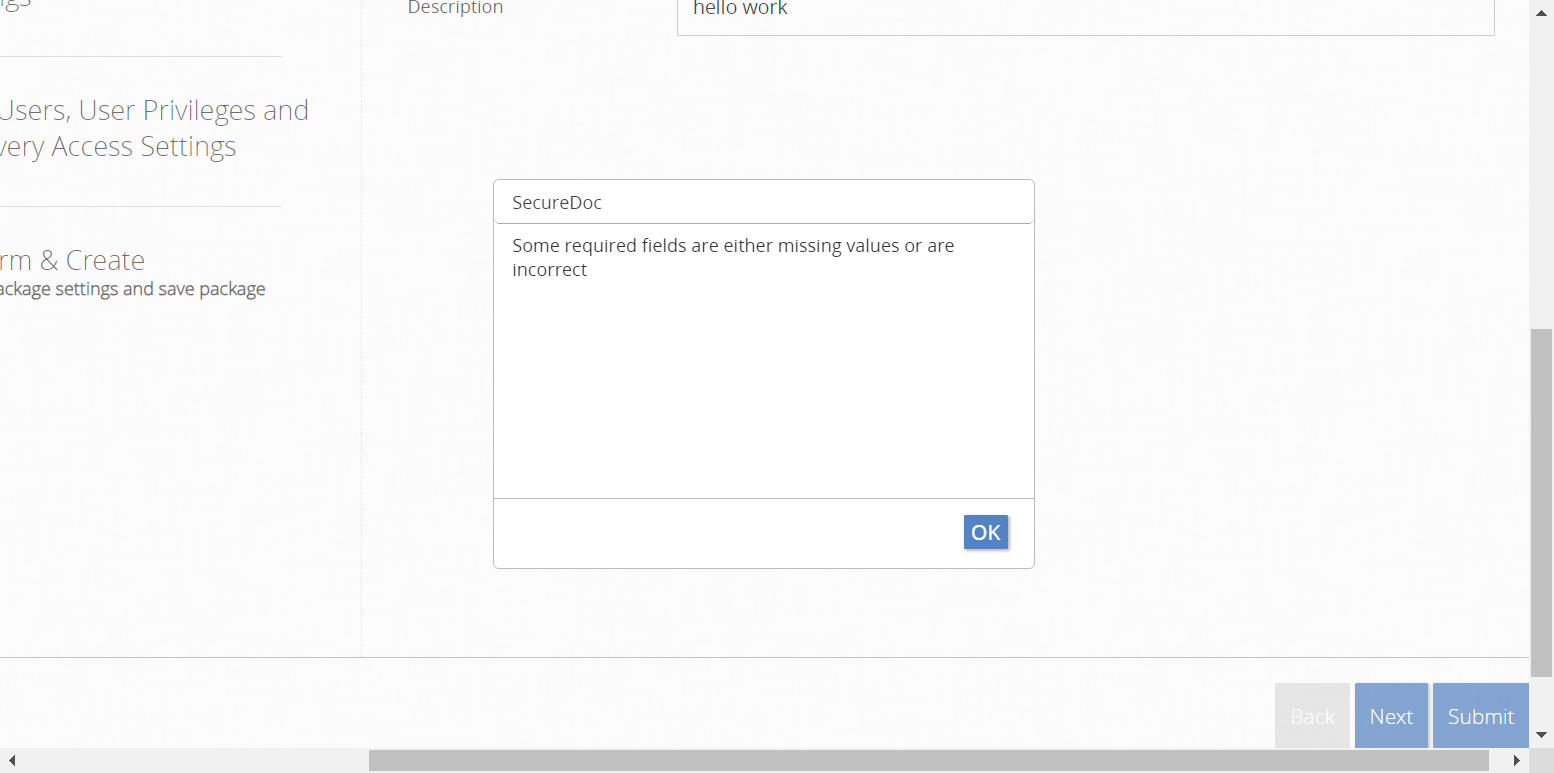 Description
hello work
Users, User Privileges and
very Access Settings
rm & Create
ackage settings and save package
SecureDoc
Some required fields are either missing values or are
incorrect
OK
Back
Next
Submit